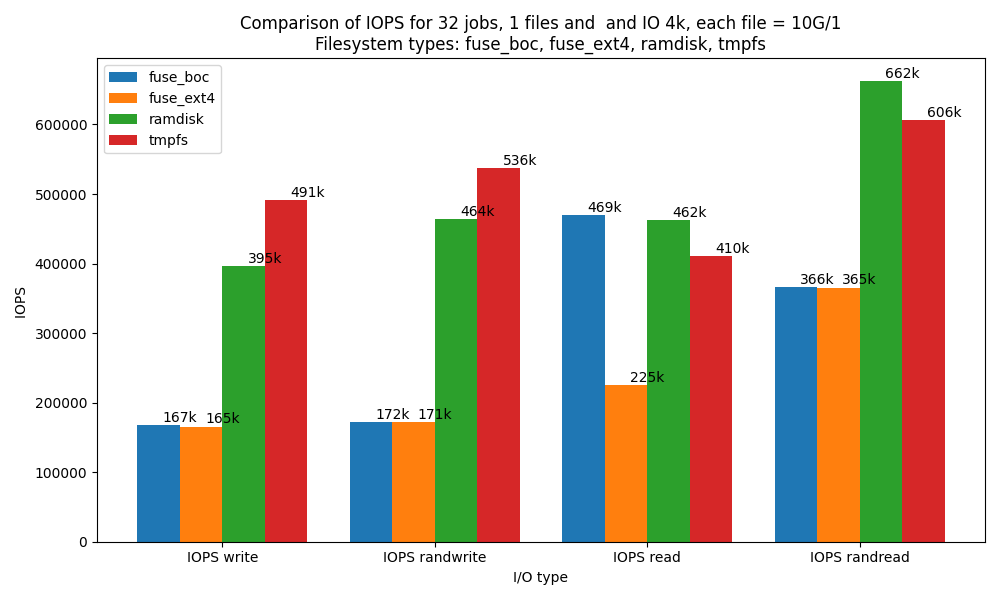 Comparison of IOPS for 32 jobs, 1 files and  and IO 4k, each file = 10G/1
Filesystem types: fuse_boc, fuse_ext4, ramdisk, tmpfs
fuse_boc
fuse_ext4
ramdisk
tmpfs
IOPS
600000
500000
400000
300000
200000
100000
0
167k
165k
395k
491k
172k
171k
464k
536k
469k
225k
462k
410k
366k
365k
662k
606k
IOPS write
IOPS randwrite
IOPS read
IOPS randread
I/O type